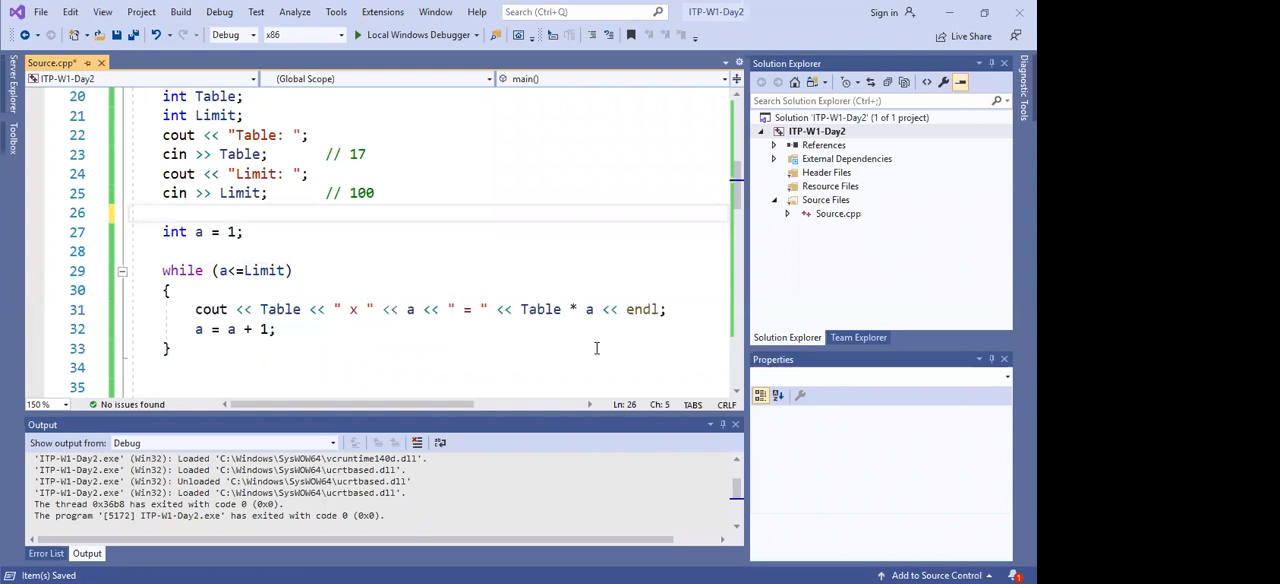 File Edit View Git Project Build Debug Test Analyze Tools Extensions Window Help Search (Ctrl+Q) ITP-W1-Day2 Sign in
Debug x86 Local Windows Debugger Live Share
Server Explorer
Toolbox
Source.cpp*
ITP-W1-Day2 (Global Scope) main()
20 int Table;
21 int Limit;
22 cout << "Table: ";
23 cin >> Table; // 17
24 cout << "Limit: ";
25 cin >> Limit; // 100
26
27 int a = 1;
28
29 while (a<=Limit)
30 {
31 cout << Table << " x " << a << " = " << Table * a << endl;
32 a = a + 1;
33 }
34
35
150 % No issues found Ln: 26 Ch: 5 TABS CRLF
Output
Show output from: Debug
'ITP-W1-Day2.exe' (Win32): Loaded 'C:\Windows\SysWOW64\vcruntime140d.dll'.
'ITP-W1-Day2.exe' (Win32): Loaded 'C:\Windows\SysWOW64\ucrtbased.dll'.
'ITP-W1-Day2.exe' (Win32): Unloaded 'C:\Windows\SysWOW64\ucrtbased.dll'
'ITP-W1-Day2.exe' (Win32): Loaded 'C:\Windows\SysWOW64\ucrtbased.dll'.
The thread 0x36b8 has exited with code 0 (0x0).
The program '[5172] ITP-W1-Day2.exe' has exited with code 0 (0x0).
Error List Output
Solution Explorer
Search Solution Explorer (Ctrl+;)
Solution 'ITP-W1-Day2' (1 of 1 project)
ITP-W1-Day2
References
External Dependencies
Header Files
Resource Files
Source Files
Source.cpp
Solution Explorer Team Explorer
Properties
Diagnostic Tools
Item(s) Saved Add to Source Control 1